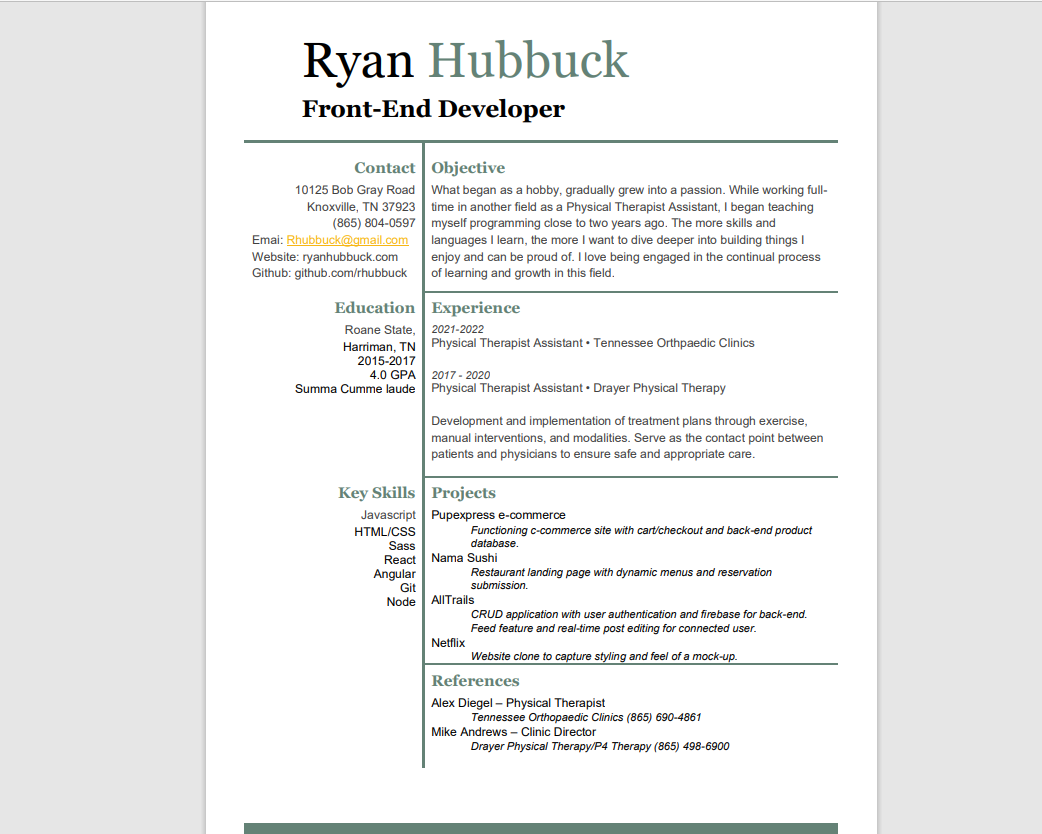 Ryan Hubbuck
Front-End Developer
Contact
10125 Bob Gray Road
Knoxville, TN 37923
(865) 804-0597
Emai: Rhubbuck@gmail.com
Website: ryanhubbuck.com
Github: github.com/rhubbuck
Objective
What began as a hobby, gradually grew into a passion. While working full-
time in another field as a Physical Therapist Assistant, I began teaching
myself programming close to two years ago. The more skills and
languages I learn, the more I want to dive deeper into building things I
enjoy and can be proud of. I love being engaged in the continual process
of learning and growth in this field.
Education
Roane State,
Harriman, TN
2015-2017
4.0 GPA
Summa Cumme laude
Experience
2021-2022
Physical Therapist Assistant • Tennessee Orthpaedic Clinics
2017 - 2020
Physical Therapist Assistant • Drayer Physical Therapy
Development and implementation of treatment plans through exercise,
manual interventions, and modalities. Serve as the contact point between
patients and physicians to ensure safe and appropriate care.
Key Skills
Javascript
HTML/CSS
Sass
React
Angular
Git
Node
Projects
Pupexpress e-commerce
Functioning c-commerce site with cart/checkout and back-end product
database.
Nama Sushi
Restaurant landing page with dynamic menus and reservation
submission.
AllTrails
CRUD application with user authentication and firebase for back-end.
Feed feature and real-time post editing for connected user.
Netflix
Website clone to capture styling and feel of a mock-up.
References
Alex Diegel – Physical Therapist
Tennessee Orthopaedic Clinics (865) 690-4861
Mike Andrews – Clinic Director
Drayer Physical Therapy/P4 Therapy (865) 498-6900